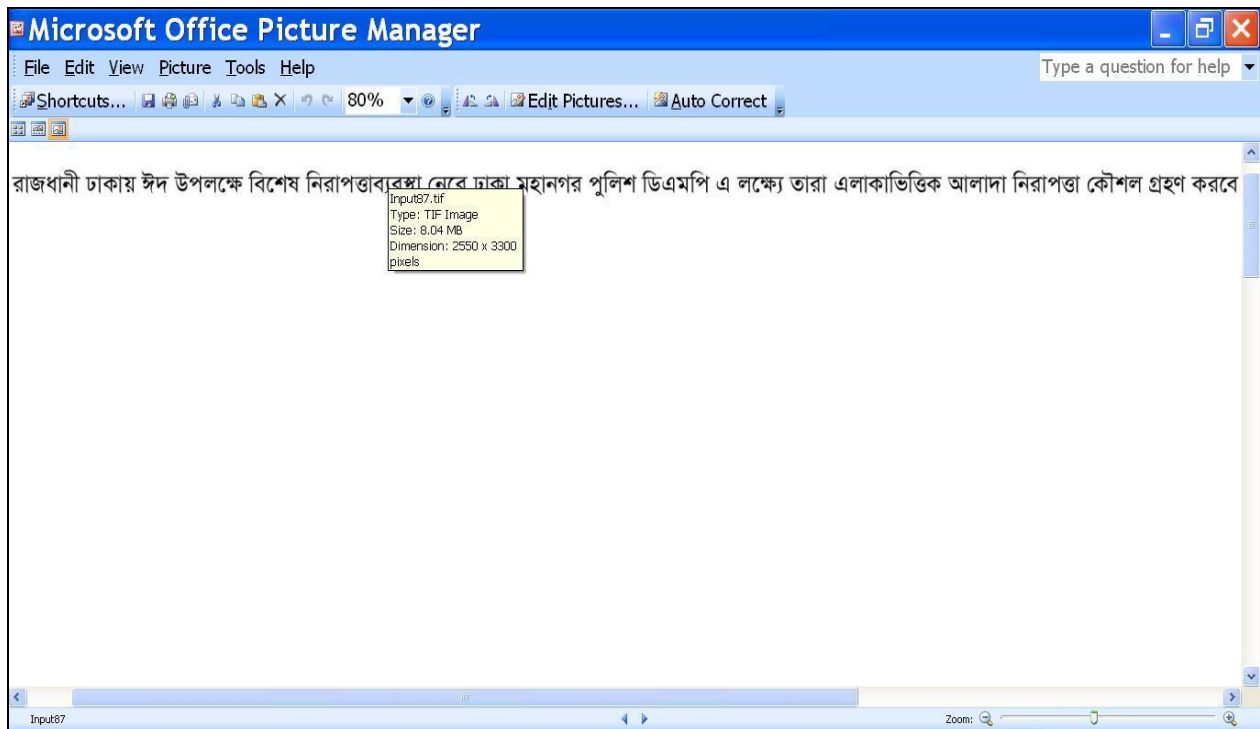 Microsoft Office Picture Manager
File Edit View Picture Tools Help Type a question for help
Shortcuts... 80% Edit Pictures... Auto Correct
রাজধানী ঢাকায় ঈদ উপলক্ষে বিশেষ নিরাপত্তাব্যবস্থা নেবে ঢাকা মহানগর পুলিশ ডিএমপি এ লক্ষ্যে তারা এলাকাভিত্তিক আলাদা নিরাপত্তা কৌশল গ্রহণ করবে
Input87.tif
Type: TIF Image
Size: 8.04 MB
Dimension: 2550 x 3300
pixels
Input87 Zoom: